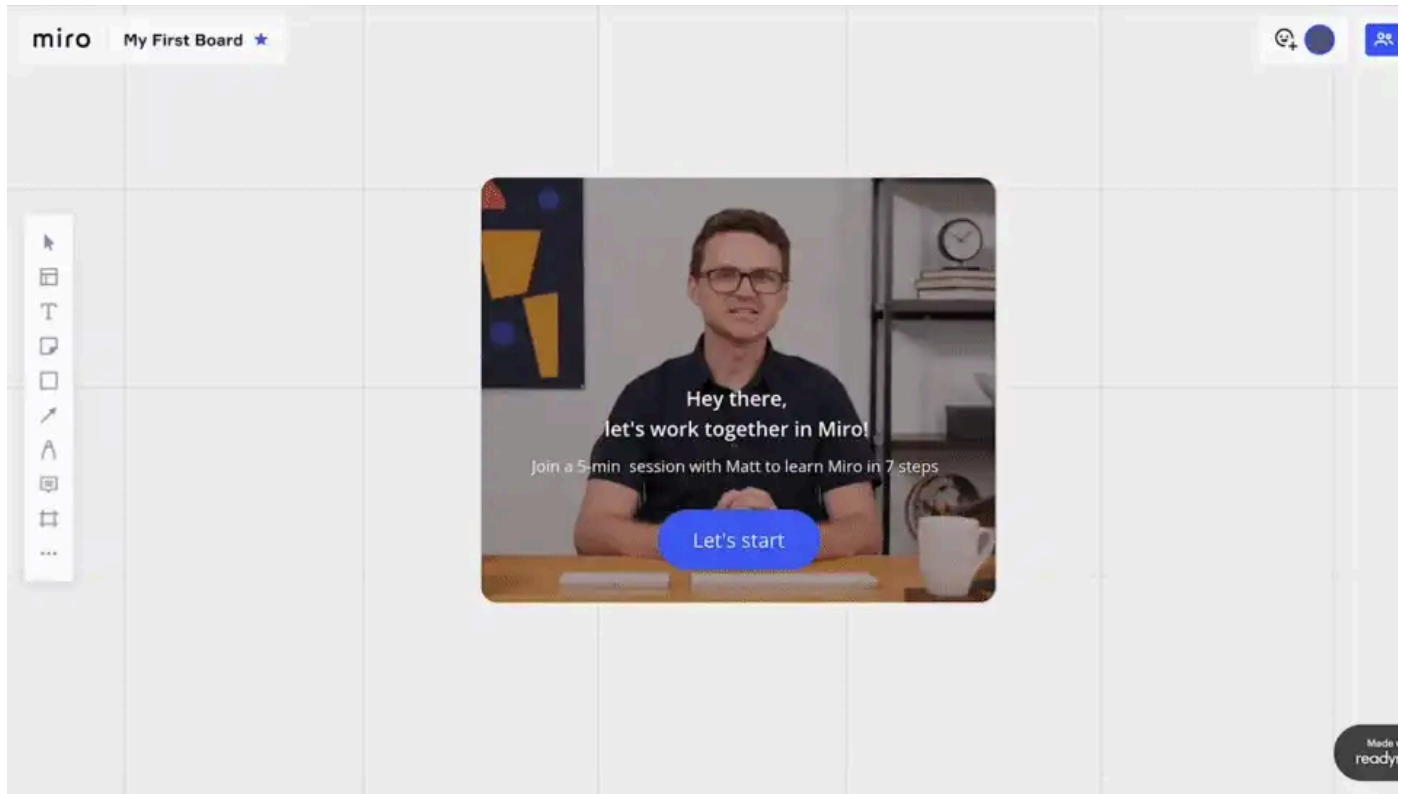 miro
My First Board
Hey there,
let's work together in Miro!
Join a 5-min session with Matt to learn Miro in 7 steps
Let's start
Made